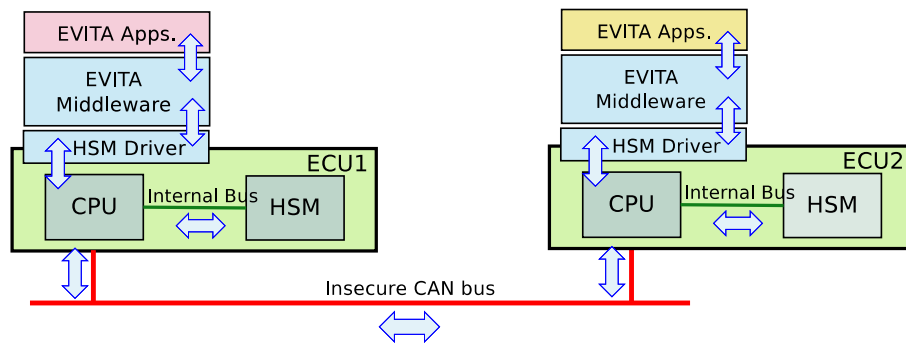 EVITA Apps.
EVITA
Middleware
HSM Driver
ECU1
CPU
Internal Bus
HSM
EVITA Apps.
EVITA
Middleware
HSM Driver
ECU2
CPU
Internal Bus
HSM
Insecure CAN bus